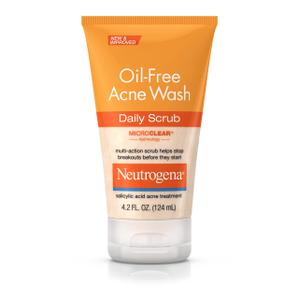 NEW & IMPROVED
Oil-Free
Acne Wash
Daily Scrub
MICROCLEAR®
technology
multi-action scrub helps stop
breakouts before they start
Neutrogena®
salicylic acid acne treatment
4.2 FL. OZ. (124 mL)